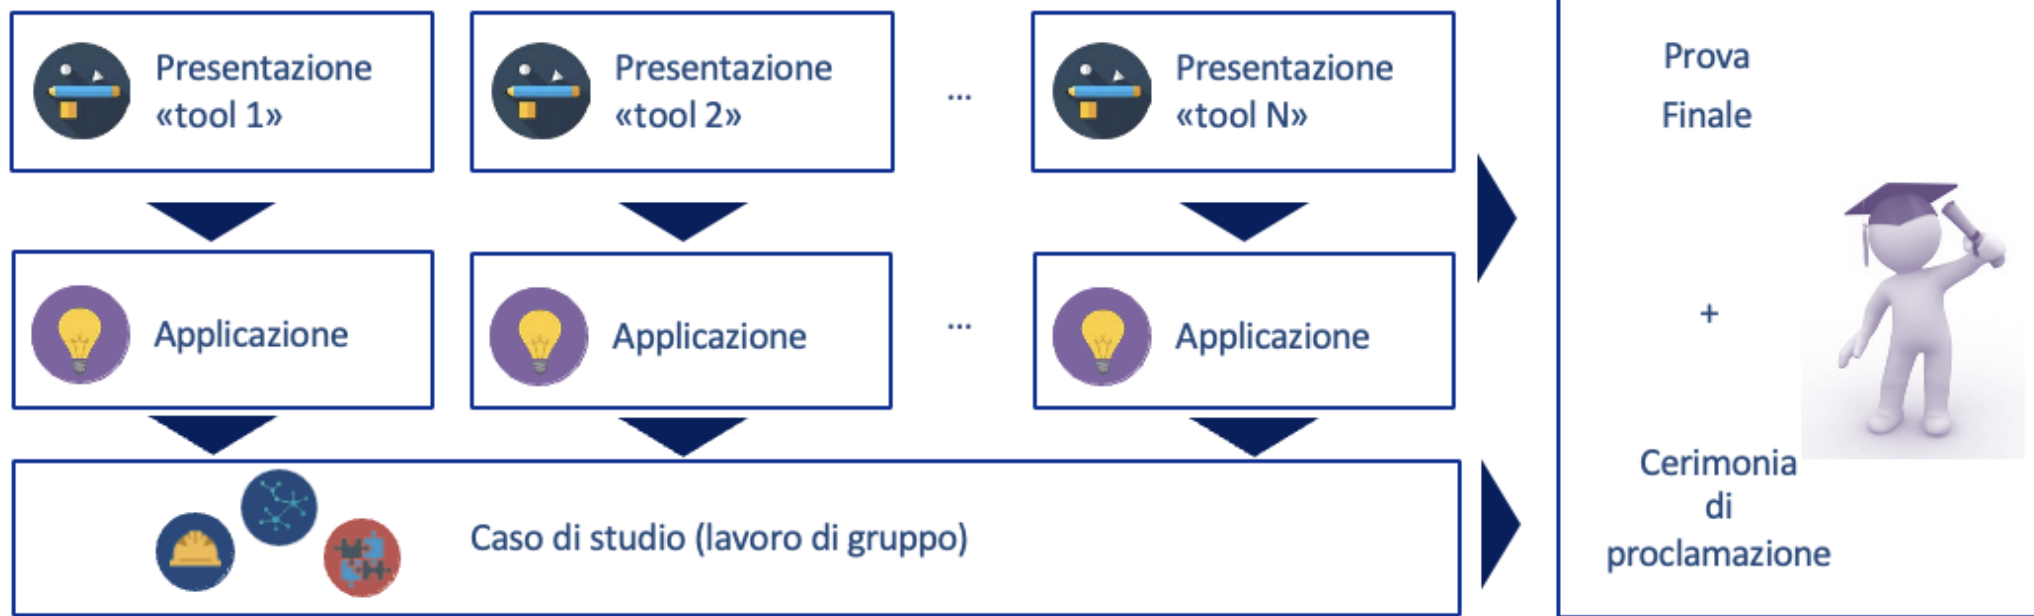 Presentazione
«tool 1»
Presentazione
«tool 2»
...
Presentazione
«tool N»
Applicazione
Applicazione
...
Applicazione
Caso di studio (lavoro di gruppo)
Prova
Finale
+
Cerimonia
di
proclamazione